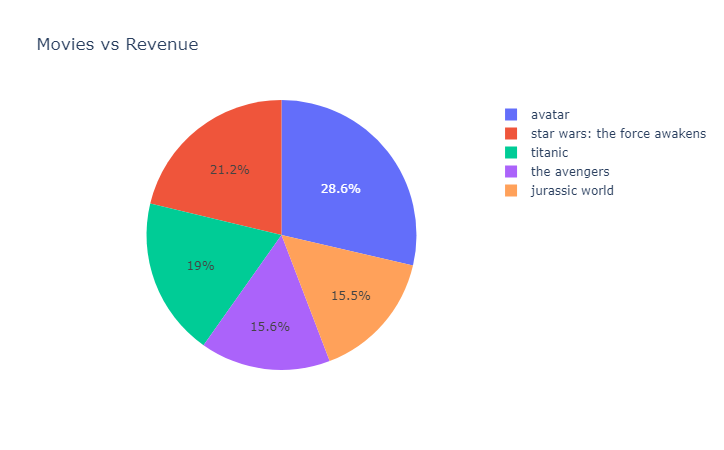 Movies vs Revenue
avatar
star wars: the force awakens
titanic
the avengers
jurassic world
21.2%
28.6%
19%
15.5%
15.6%